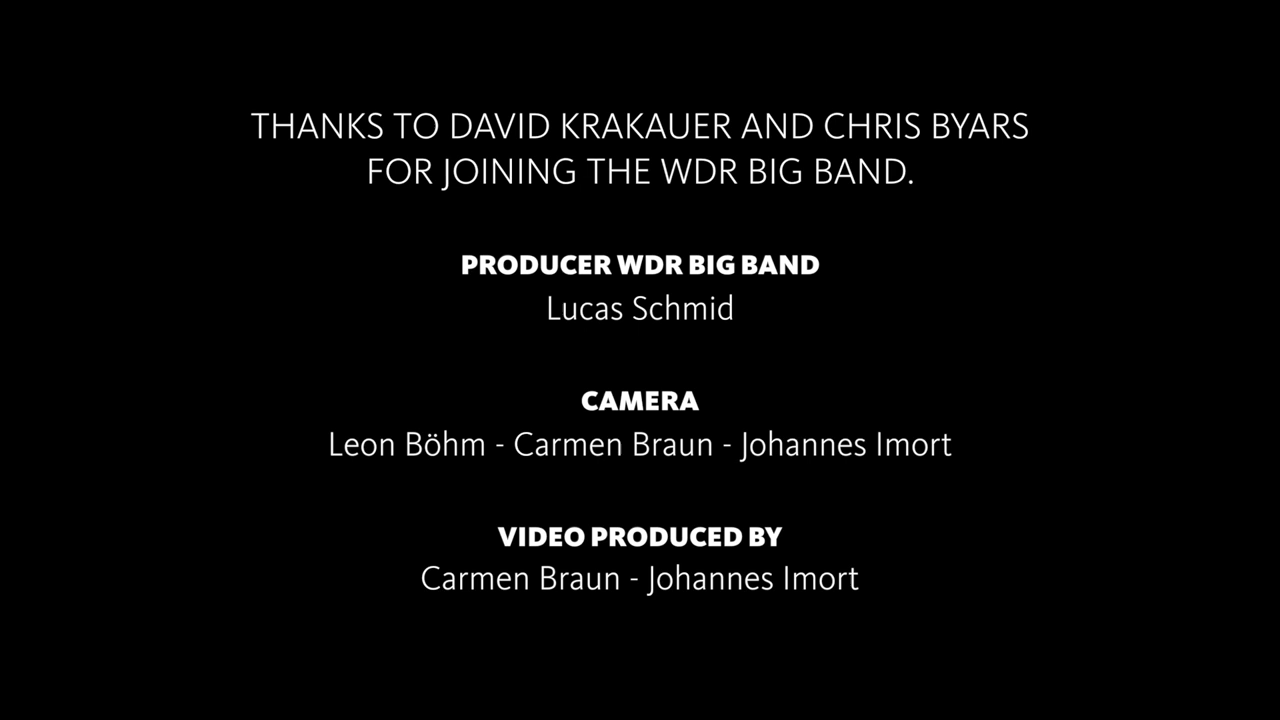 THANKS TO DAVID KRAKAUER AND CHRIS BYARS
FOR JOINING THE WDR BIG BAND.
PRODUCER WDR BIG BAND
Lucas Schmid
CAMERA
Leon Böhm - Carmen Braun - Johannes Imort
VIDEO PRODUCED BY
Carmen Braun - Johannes Imort